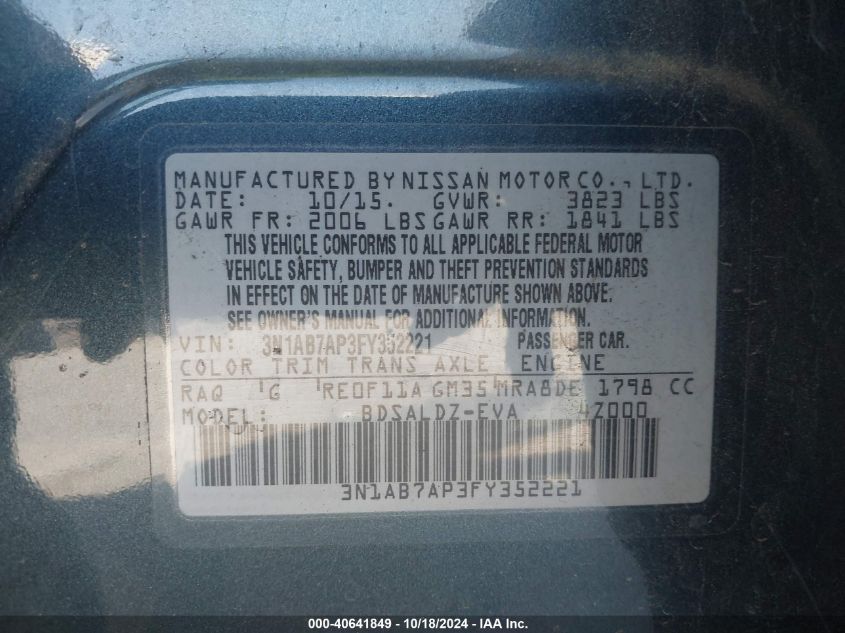 MANUFACTURED BY NISSAN MOTOR CO., LTD.
DATE: 10/15. GVWR: 3823 LBS
GAWR FR: 2006 LBS GAWR RR: 1841 LBS
THIS VEHICLE CONFORMS TO ALL APPLICABLE FEDERAL MOTOR
VEHICLE SAFETY, BUMPER AND THEFT PREVENTION STANDARDS
IN EFFECT ON THE DATE OF MANUFACTURE SHOWN ABOVE.
SEE OWNER'S MANUAL FOR ADDITIONAL INFORMATION.
VIN: 3N1AB7AP3FY352221 PASSENGER CAR.
COLOR TRIM TRANS AXLE ENGINE
RAQ G RE0F11A GM35 MRA8DE 1798 CC
MODEL: BDSALDZ-EVA 4Z000
3N1AB7AP3FY352221
000-40641849 - 10/18/2024 - IAA Inc.